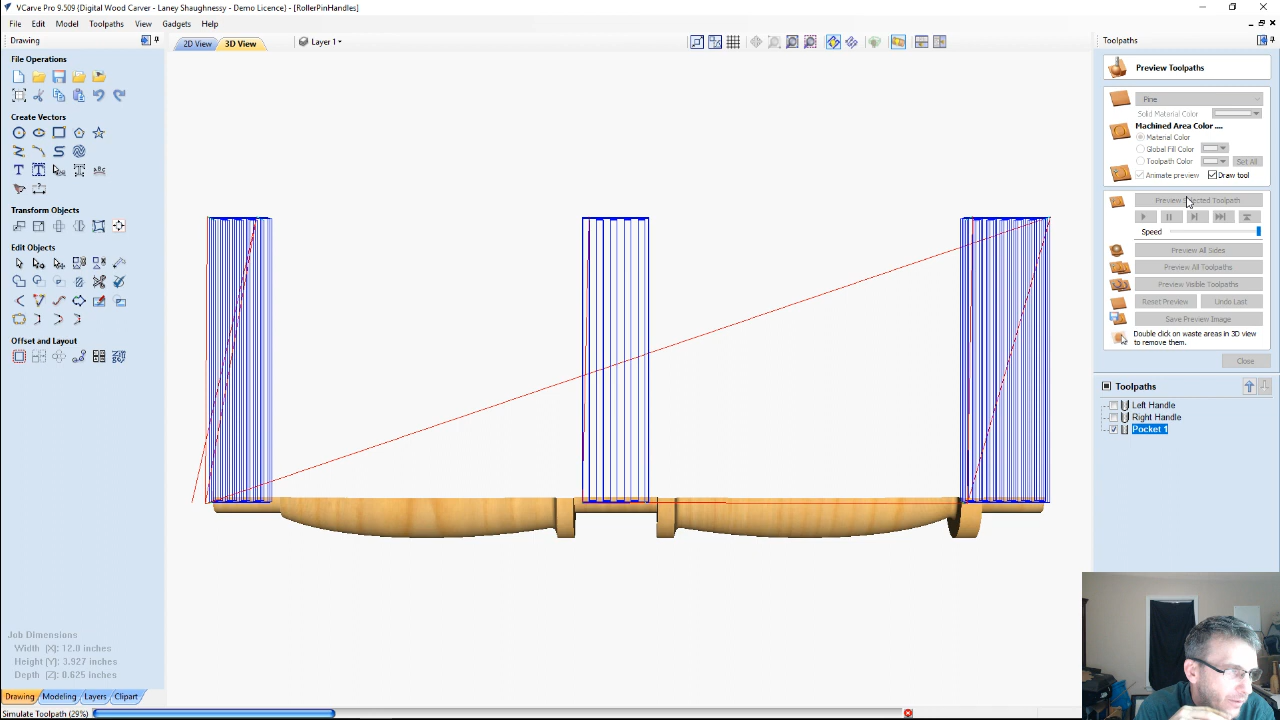 VCarve Pro 9.509 {Digital Wood Carver - Laney Shaughnessy - Demo Licence} - [RollerPinHandles]
File Edit Model Toolpaths View Gadgets Help
Drawing
2D View 3D View Layer 1
Toolpaths
File Operations
Create Vectors
Transform Objects
Edit Objects
Offset and Layout
Preview Toolpaths
Pine
Solid Material Color
Machined Area Color ....
Material Color
Global Fill Color
Toolpath Color Set All
Animate preview Draw tool
Preview Selected Toolpath
Speed
Preview All Sides
Preview All Toolpaths
Preview Visible Toolpaths
Reset Preview Undo Last
Save Preview Image
Double click on waste areas in 3D view
to remove them.
Close
Toolpaths
Left Handle
Right Handle
Pocket 1
Job Dimensions
Width (X): 12.0 inches
Height (Y): 3.927 inches
Depth (Z): 0.625 inches
Drawing Modeling Layers Clipart
Simulate Toolpath (29%)